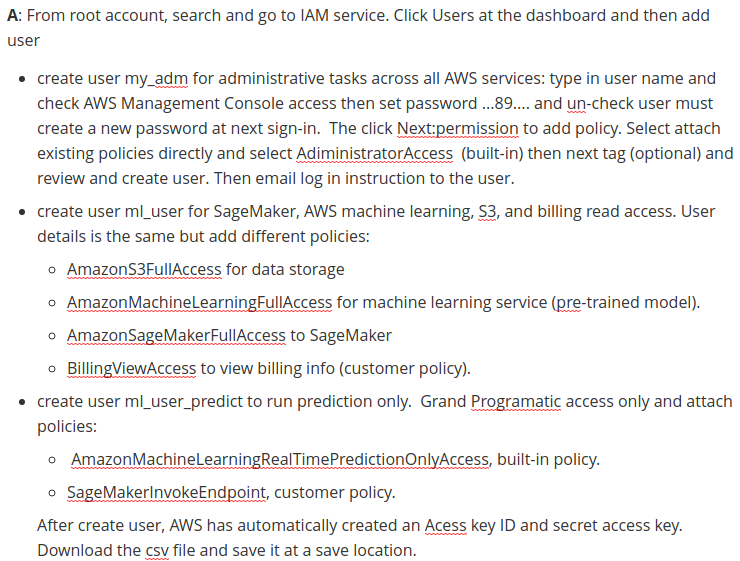 A: From root account, search and go to IAM service. Click Users at the dashboard and then add
user
• create user my_adm for administrative tasks across all AWS services: type in user name and
check AWS Management Console access then set password ...89.... and un-check user must
create a new password at next sign-in.  The click Next:permission to add policy. Select attach
existing policies directly and select AdiministratorAccess  (built-in) then next tag (optional) and
review and create user. Then email log in instruction to the user.
• create user ml_user for SageMaker, AWS machine learning, S3, and billing read access. User
details is the same but add different policies:
○ AmazonS3FullAccess for data storage
○ AmazonMachineLearningFullAccess for machine learning service (pre-trained model).
○ AmazonSageMakerFullAccess to SageMaker
○ BillingViewAccess to view billing info (customer policy).
• create user ml_user_predict to run prediction only.  Grand Programatic access only and attach
policies:
○ AmazonMachineLearningRealTimePredictionOnlyAccess, built-in policy.
○ SageMakerInvokeEndpoint, customer policy.
After create user, AWS has automatically created an Acess key ID and secret access key.
Download the csv file and save it at a save location.